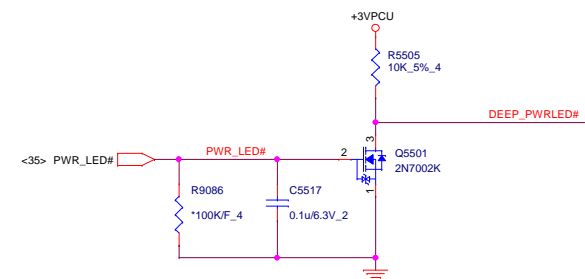 +3VPCU
R5505
10K_5%_4
DEEP_PWRLED#
3
<35> PWR_LED#
PWR_LED#
2
Q5501
2N7002K
1
R9086
*100K/F_4
C5517
0.1u/6.3V_2